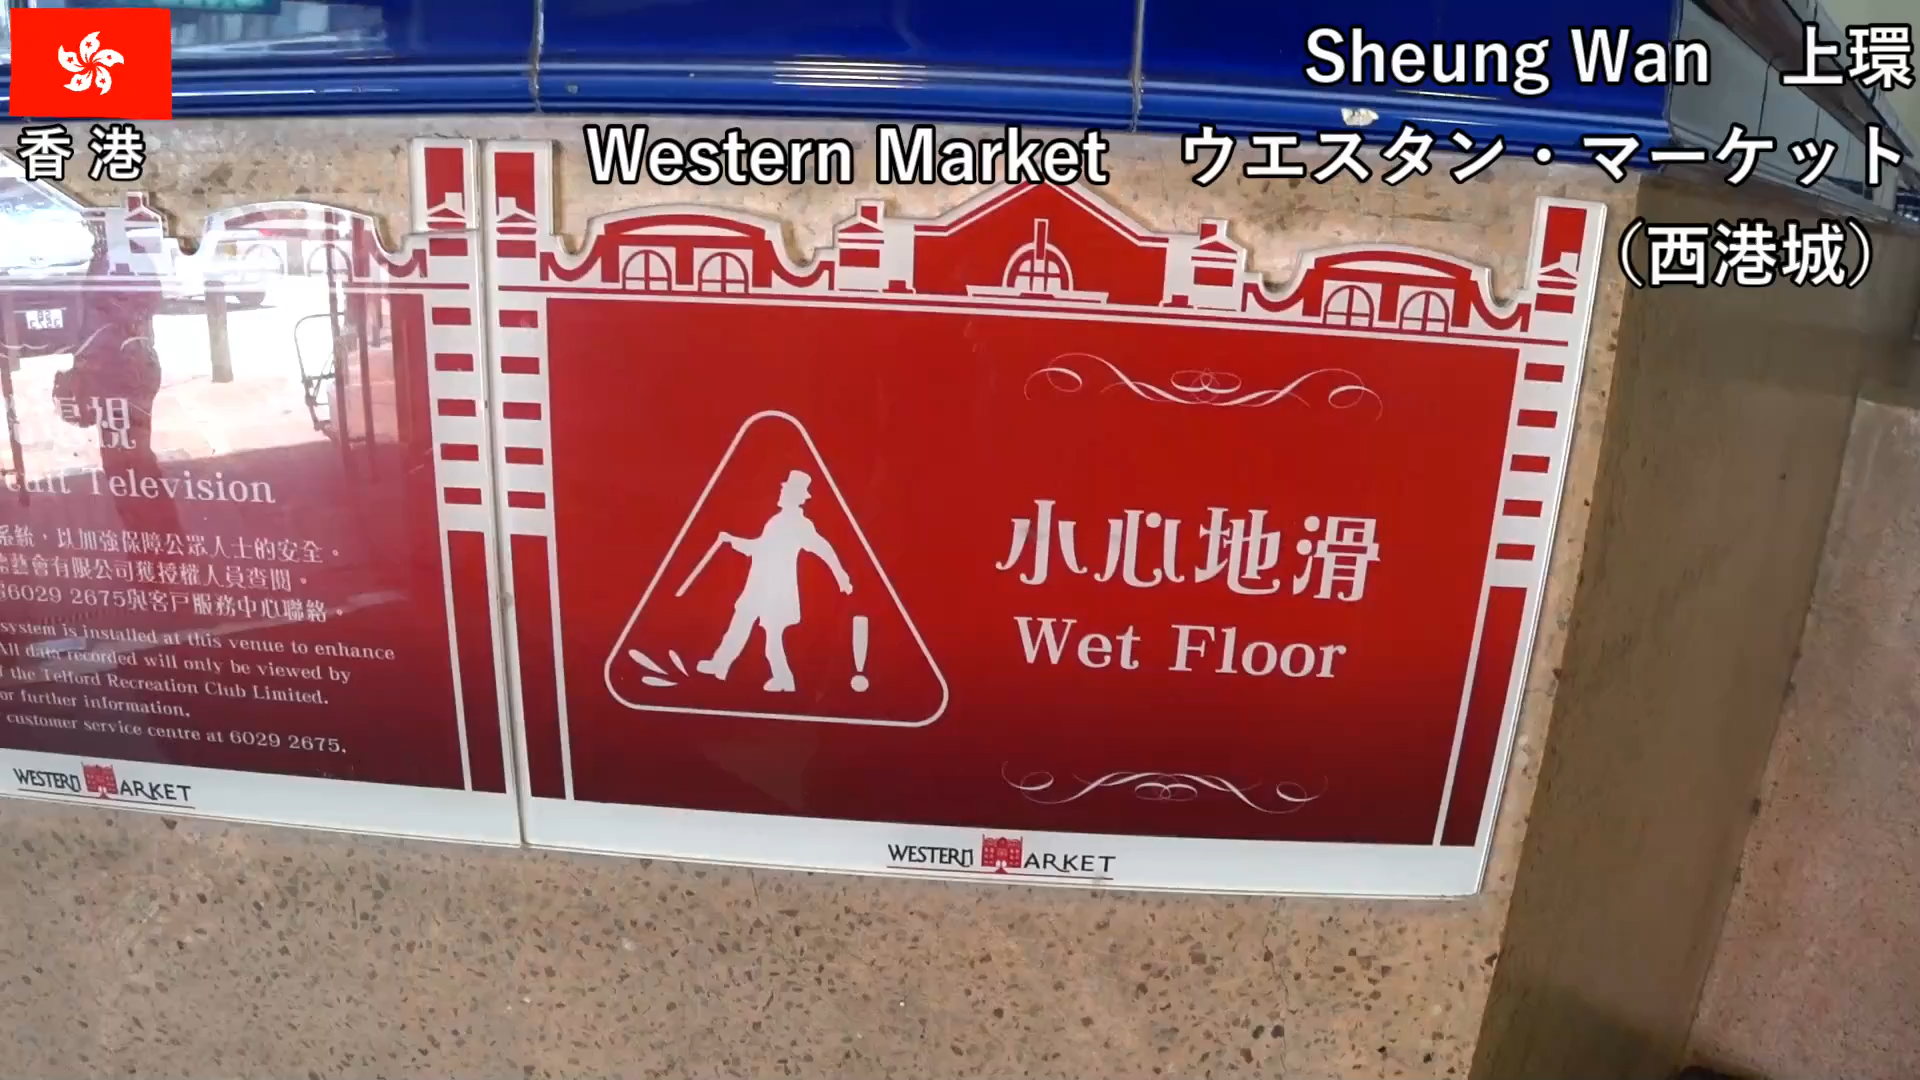 香港
Sheung Wan　上環
Western Market　ウエスタン・マーケット
（西港城）
視
Television
系統，以加強保障公眾人士的安全。
藝會有限公司獲授權人員查閱。
6029 2675與客戶服務中心聯絡。
system is installed at this venue to enhance
All data recorded will only be viewed by
the Telford Recreation Club Limited.
or further information,
customer service centre at 6029 2675.
WESTERN MARKET
小心地滑
Wet Floor
!
WESTERN MARKET